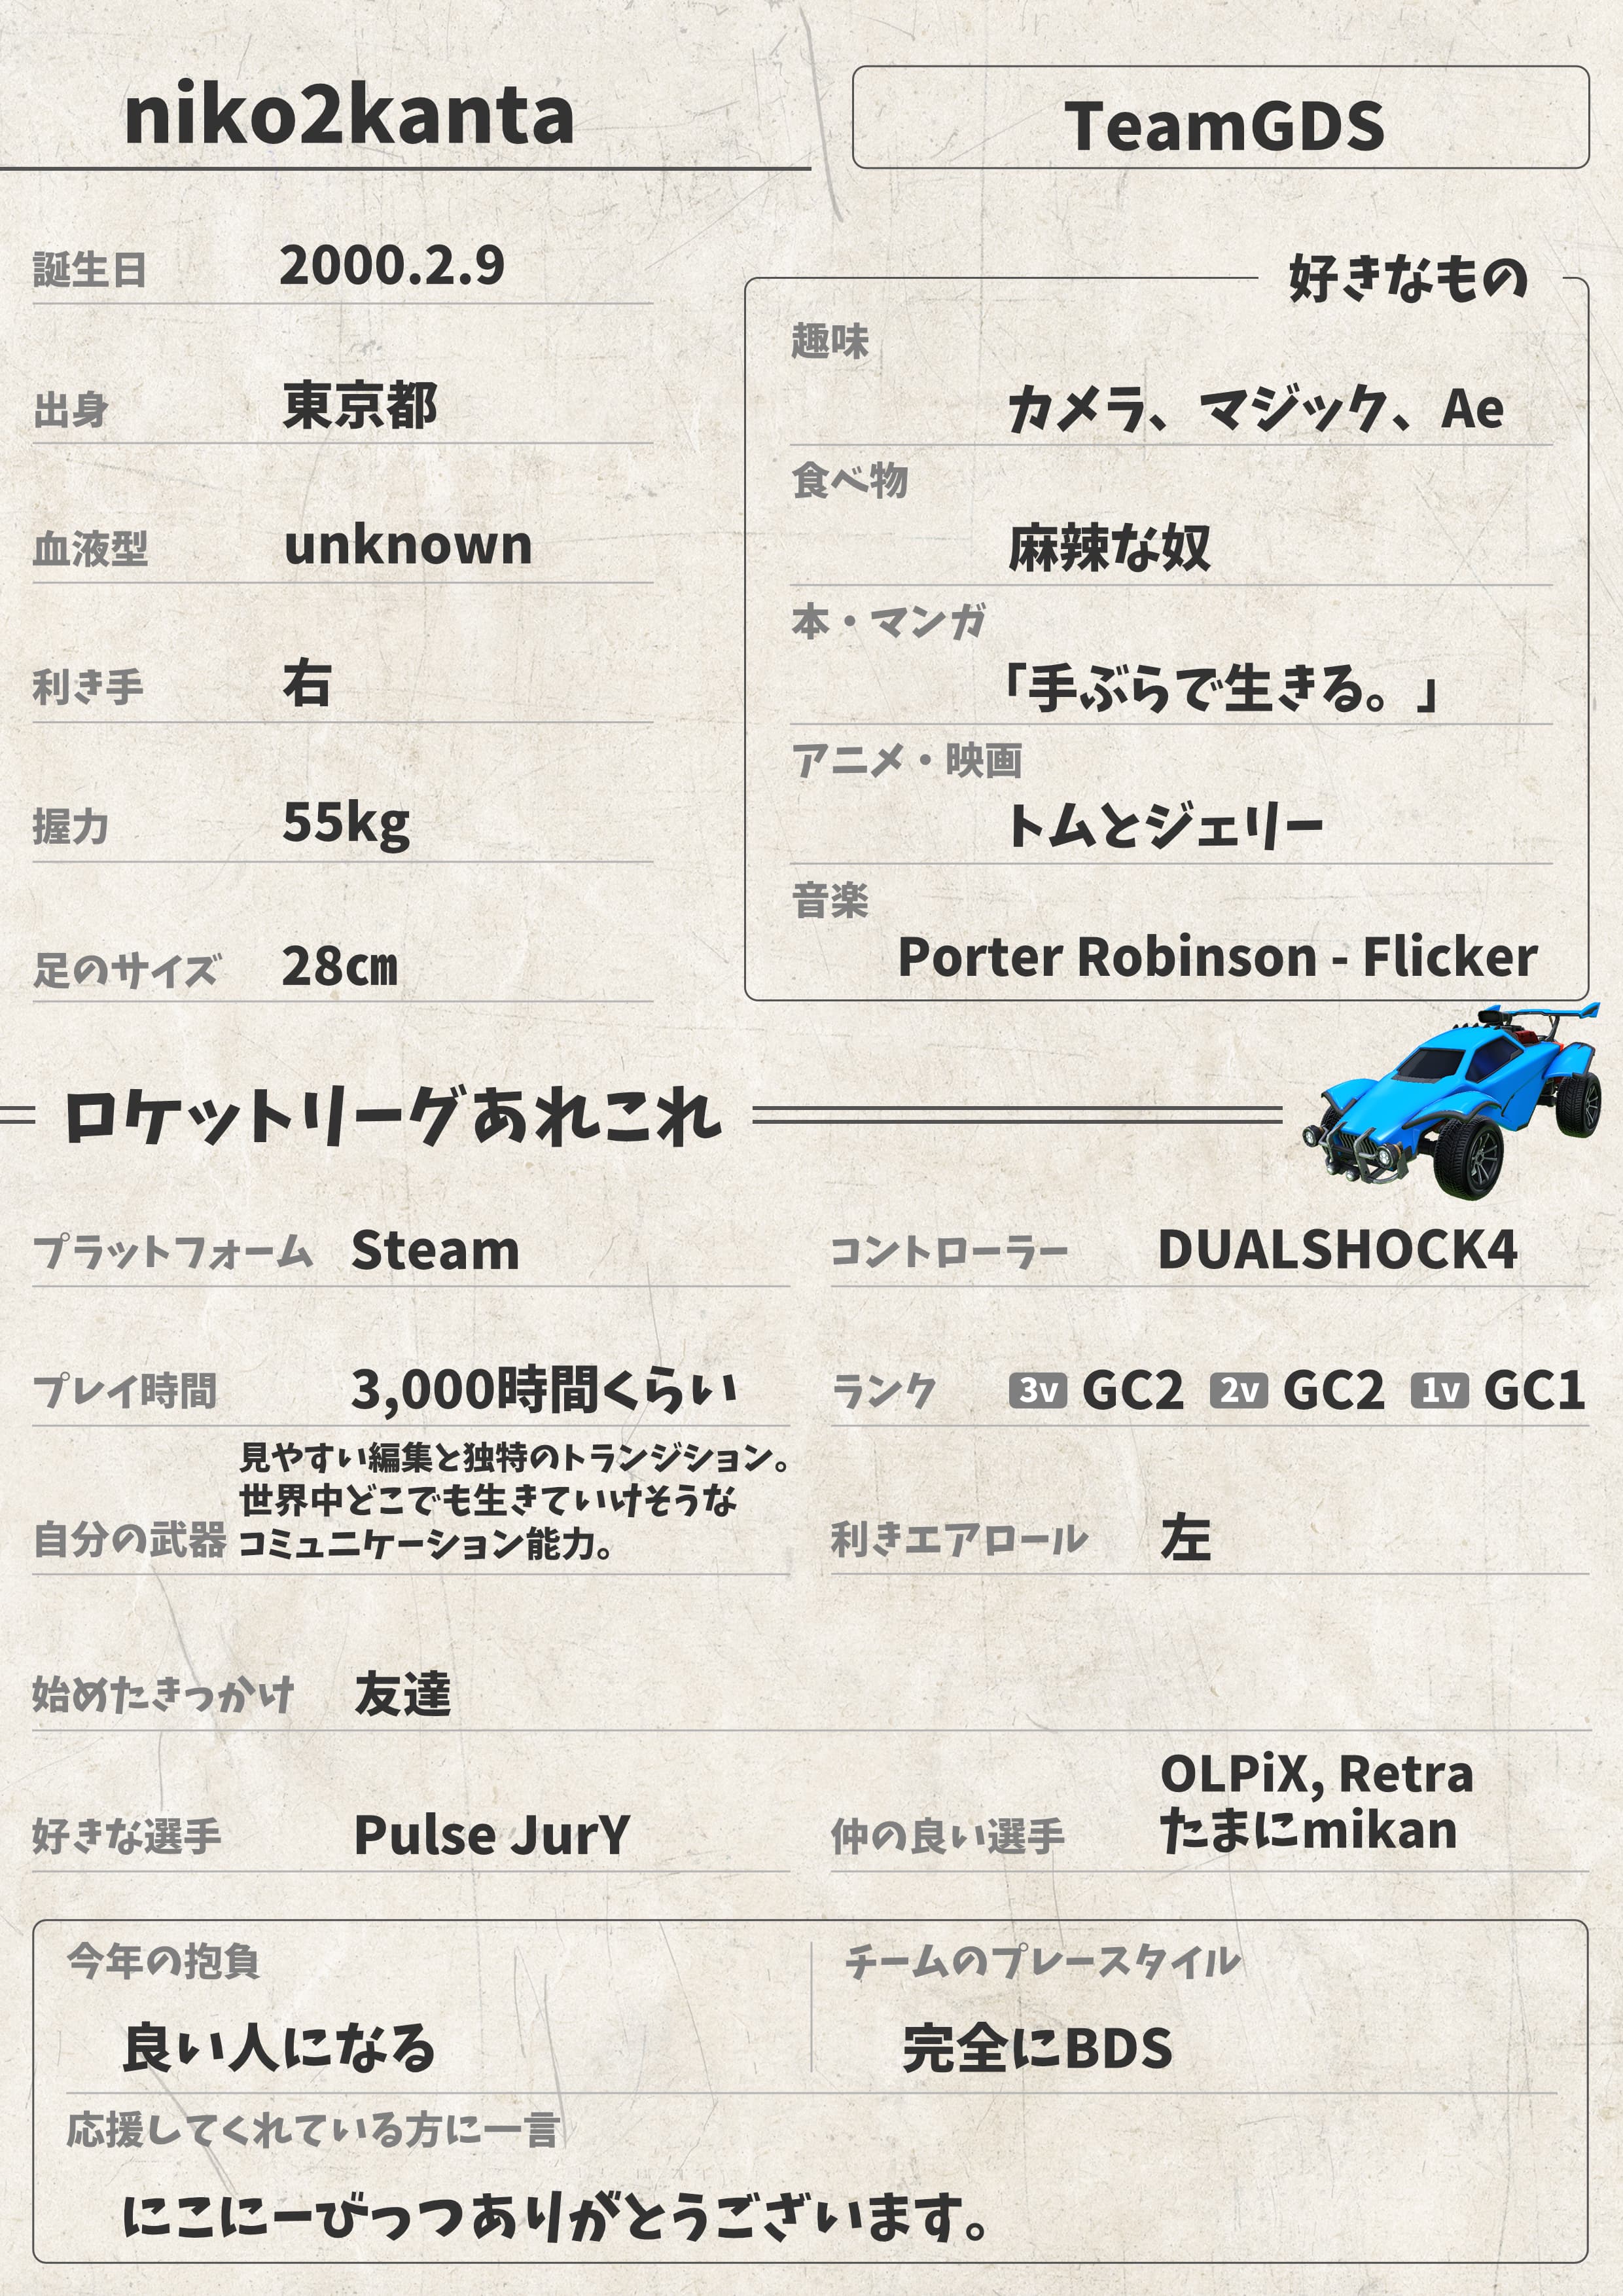 niko2kanta
TeamGDS
誕生日 2000.2.9
出身 東京都
血液型 unknown
利き手 右
握力 55kg
足のサイズ 28cm
好きなもの
趣味
カメラ、マジック、Ae
食べ物
麻辣な奴
本・マンガ
「手ぶらで生きる。」
アニメ・映画
トムとジェリー
音楽
Porter Robinson - Flicker
ロケットリーグあれこれ
プラットフォーム Steam
コントローラー DUALSHOCK4
プレイ時間 3,000時間くらい
ランク 3v GC2 2v GC2 1v GC1
自分の武器
見やすい編集と独特のトランジション。
世界中どこでも生きていけそうな
コミュニケーション能力。
利きエアロール 左
始めたきっかけ 友達
好きな選手 Pulse JurY
仲の良い選手
OLPiX, Retra
たまにmikan
今年の抱負
良い人になる
チームのプレースタイル
完全にBDS
応援してくれている方に一言
にこにーびっつありがとうございます。